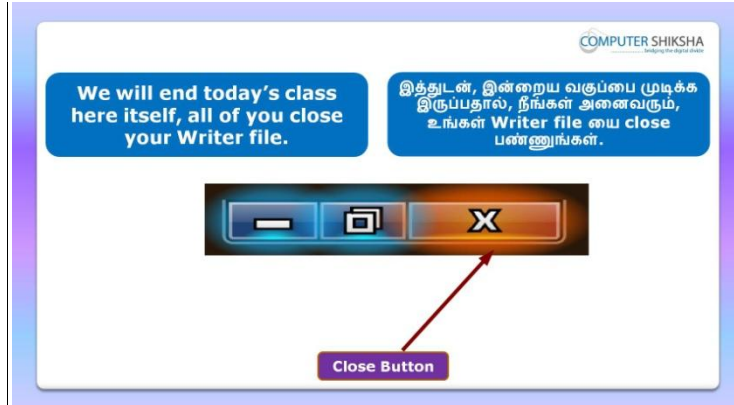 COMPUTER SHIKSHA
bridging the digital divide
We will end today's class
here itself, all of you close
your Writer file.
இத்துடன், இன்றைய வகுப்பை முடிக்க
இருப்பதால், நீங்கள் அனைவரும்,
உங்கள் Writer file யை close
பண்ணுங்கள்.
Close Button